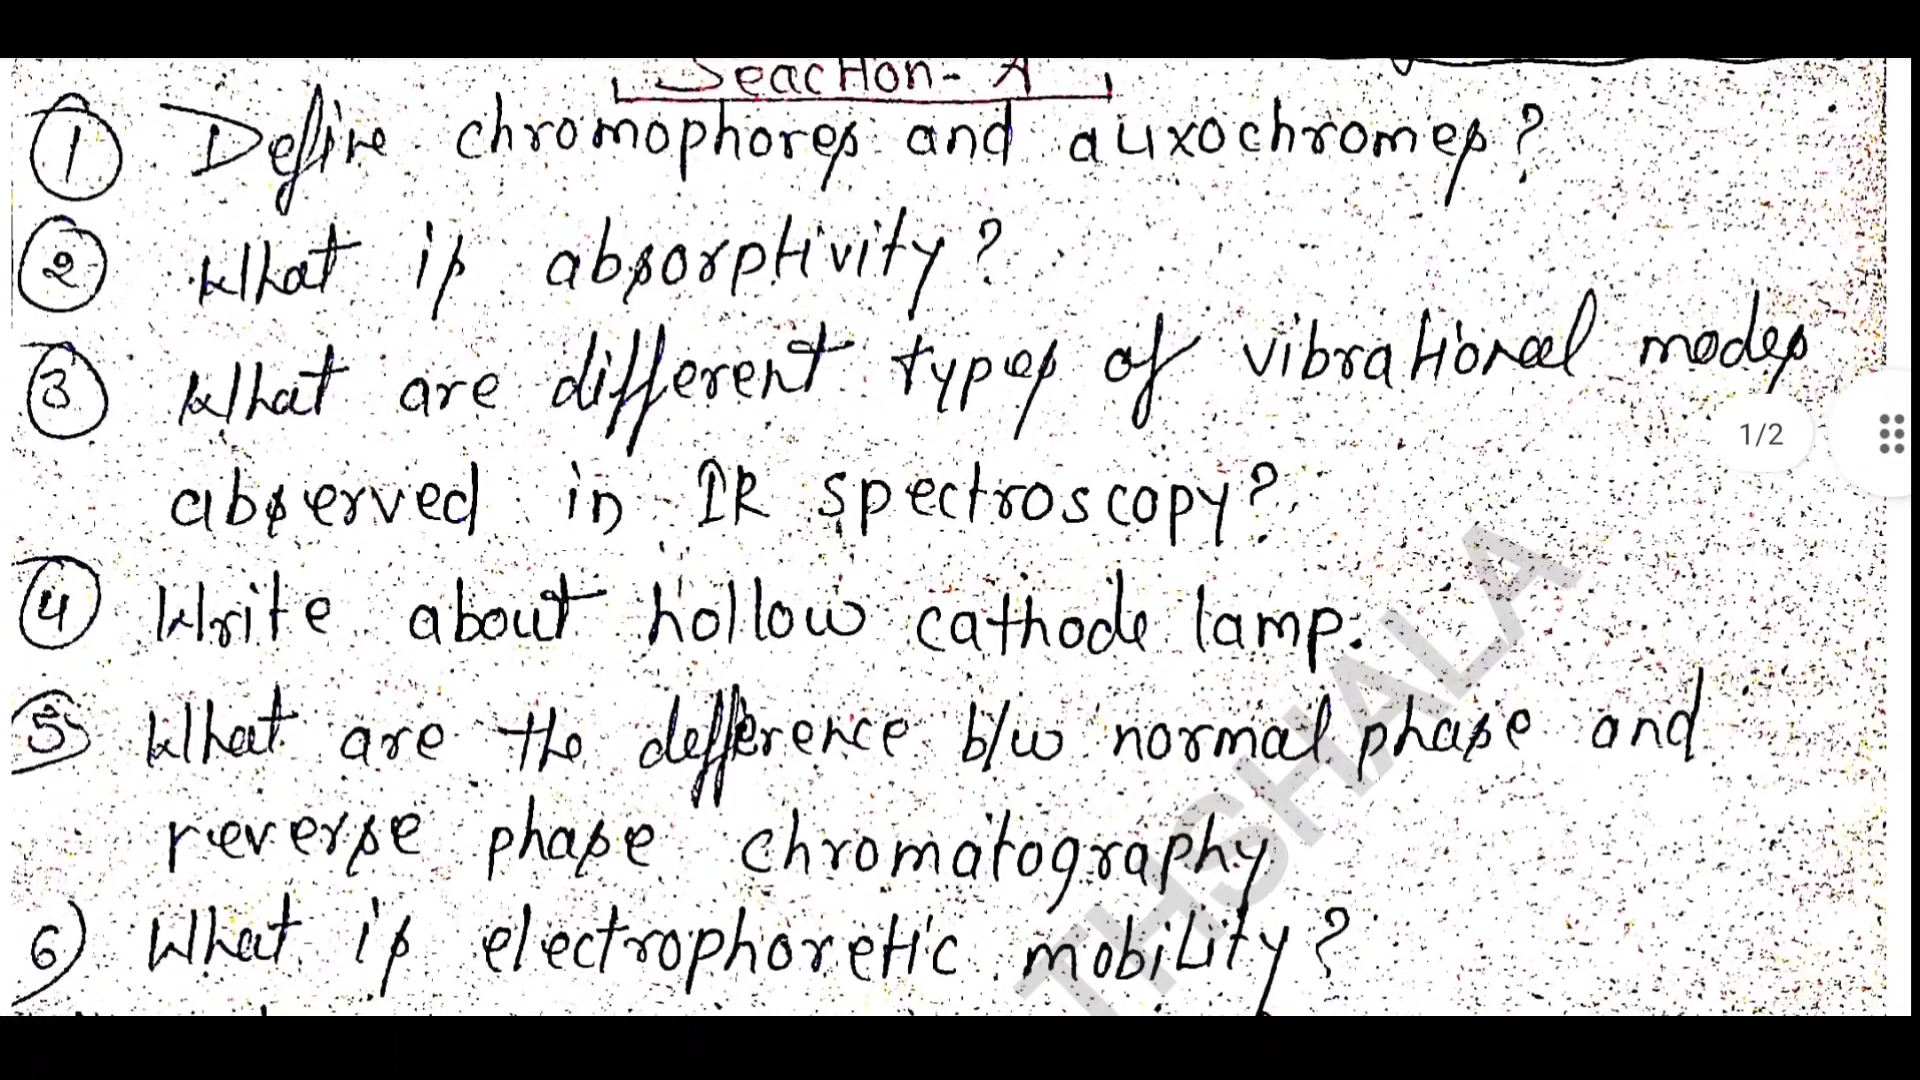 Seaction-A
① Define chromophores and auxochromes?
② What is absorptivity?
③ What are different types of vibrational modes
observed in IR spectroscopy?
1/2
④ Write about hollow cathode lamp.
⑤ What are the defference b/w normal phase and
reverse phase chromatography
6) What is electrophoretic mobility?
THSHALA